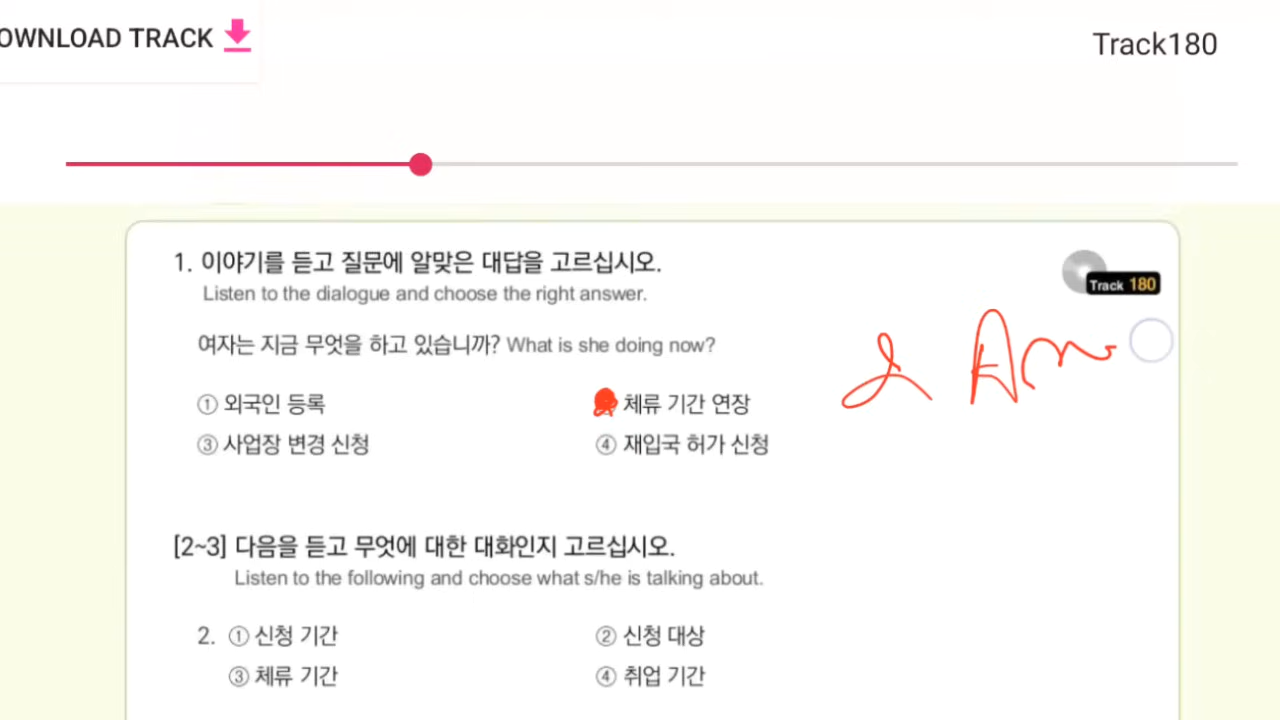 OWNLOAD TRACK
Track180
1. 이야기를 듣고 질문에 알맞은 대답을 고르십시오.
Listen to the dialogue and choose the right answer.
Track 180
여자는 지금 무엇을 하고 있습니까? What is she doing now?
① 외국인 등록
체류 기간 연장
③ 사업장 변경 신청
④ 재입국 허가 신청
[2~3] 다음을 듣고 무엇에 대한 대화인지 고르십시오.
Listen to the following and choose what s/he is talking about.
2. ① 신청 기간
② 신청 대상
③ 체류 기간
④ 취업 기간